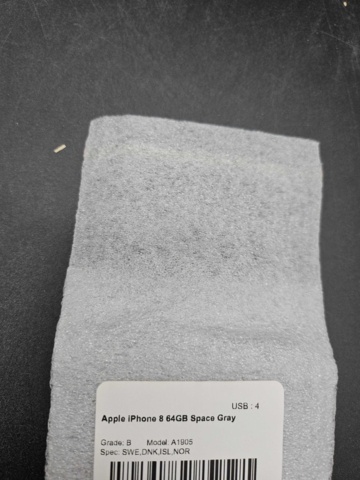 USB : 4
Apple iPhone 8 64GB Space Gray
Grade: B Model: A1905
Spec: SWE,DNK,ISL,NOR